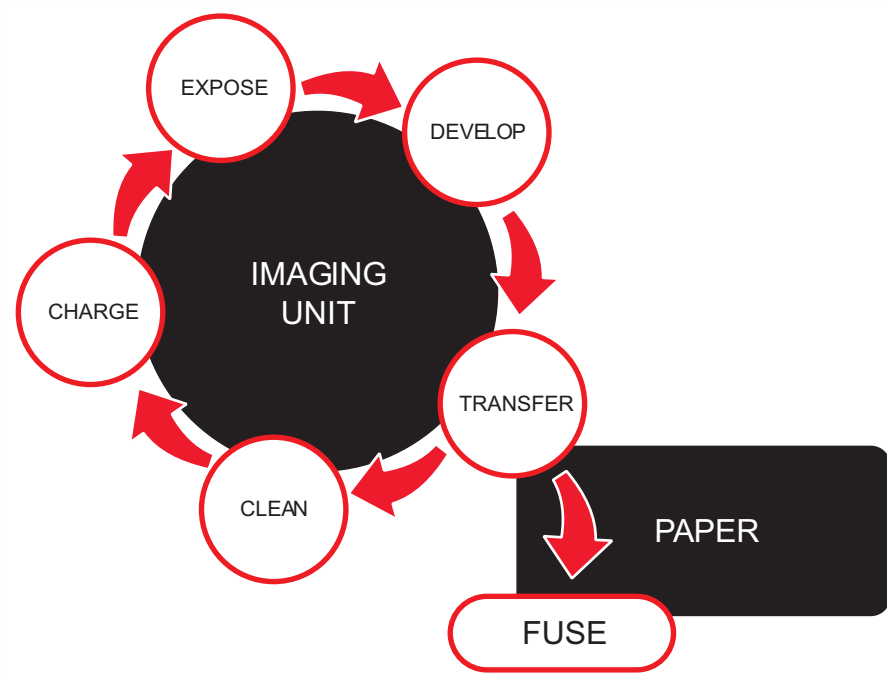 EXPOSE
DEVELOP
IMAGING
UNIT
CHARGE
TRANSFER
CLEAN
PAPER
FUSE